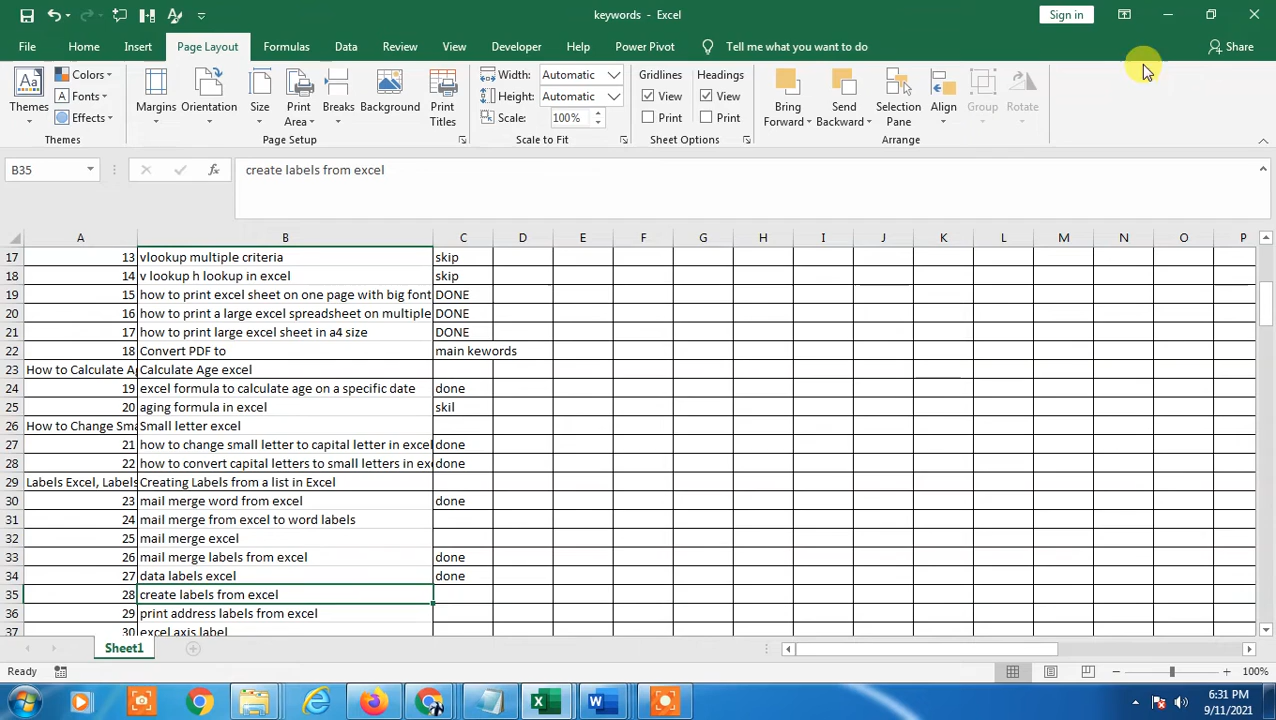 keywords - Excel
Sign in
File Home Insert Page Layout Formulas Data Review View Developer Help Power Pivot Tell me what you want to do Share
Colors Width: Automatic Gridlines Headings
Fonts Height: Automatic View View
Themes Effects Margins Orientation Size Print Area Breaks Background Print Titles Scale: 100% Print Print Bring Forward Send Backward Selection Pane Align Group Rotate
Themes Page Setup Scale to Fit Sheet Options Arrange
B35 fx create labels from excel
A B C D E F G H I J K L M N O P
17 13 vlookup multiple criteria skip
18 14 v lookup h lookup in excel skip
19 15 how to print excel sheet on one page with big font DONE
20 16 how to print a large excel spreadsheet on multiple DONE
21 17 how to print large excel sheet in a4 size DONE
22 18 Convert PDF to main kewords
23 How to Calculate Ag Calculate Age excel
24 19 excel formula to calculate age on a specific date done
25 20 aging formula in excel skil
26 How to Change Sma Small letter excel
27 21 how to change small letter to capital letter in excel done
28 22 how to convert capital letters to small letters in exc done
29 Labels Excel, Labels Creating Labels from a list in Excel
30 23 mail merge word from excel done
31 24 mail merge from excel to word labels
32 25 mail merge excel
33 26 mail merge labels from excel done
34 27 data labels excel done
35 28 create labels from excel
36 29 print address labels from excel
37 30 excel axis label
Sheet1
Ready 100%
6:31 PM
9/11/2021